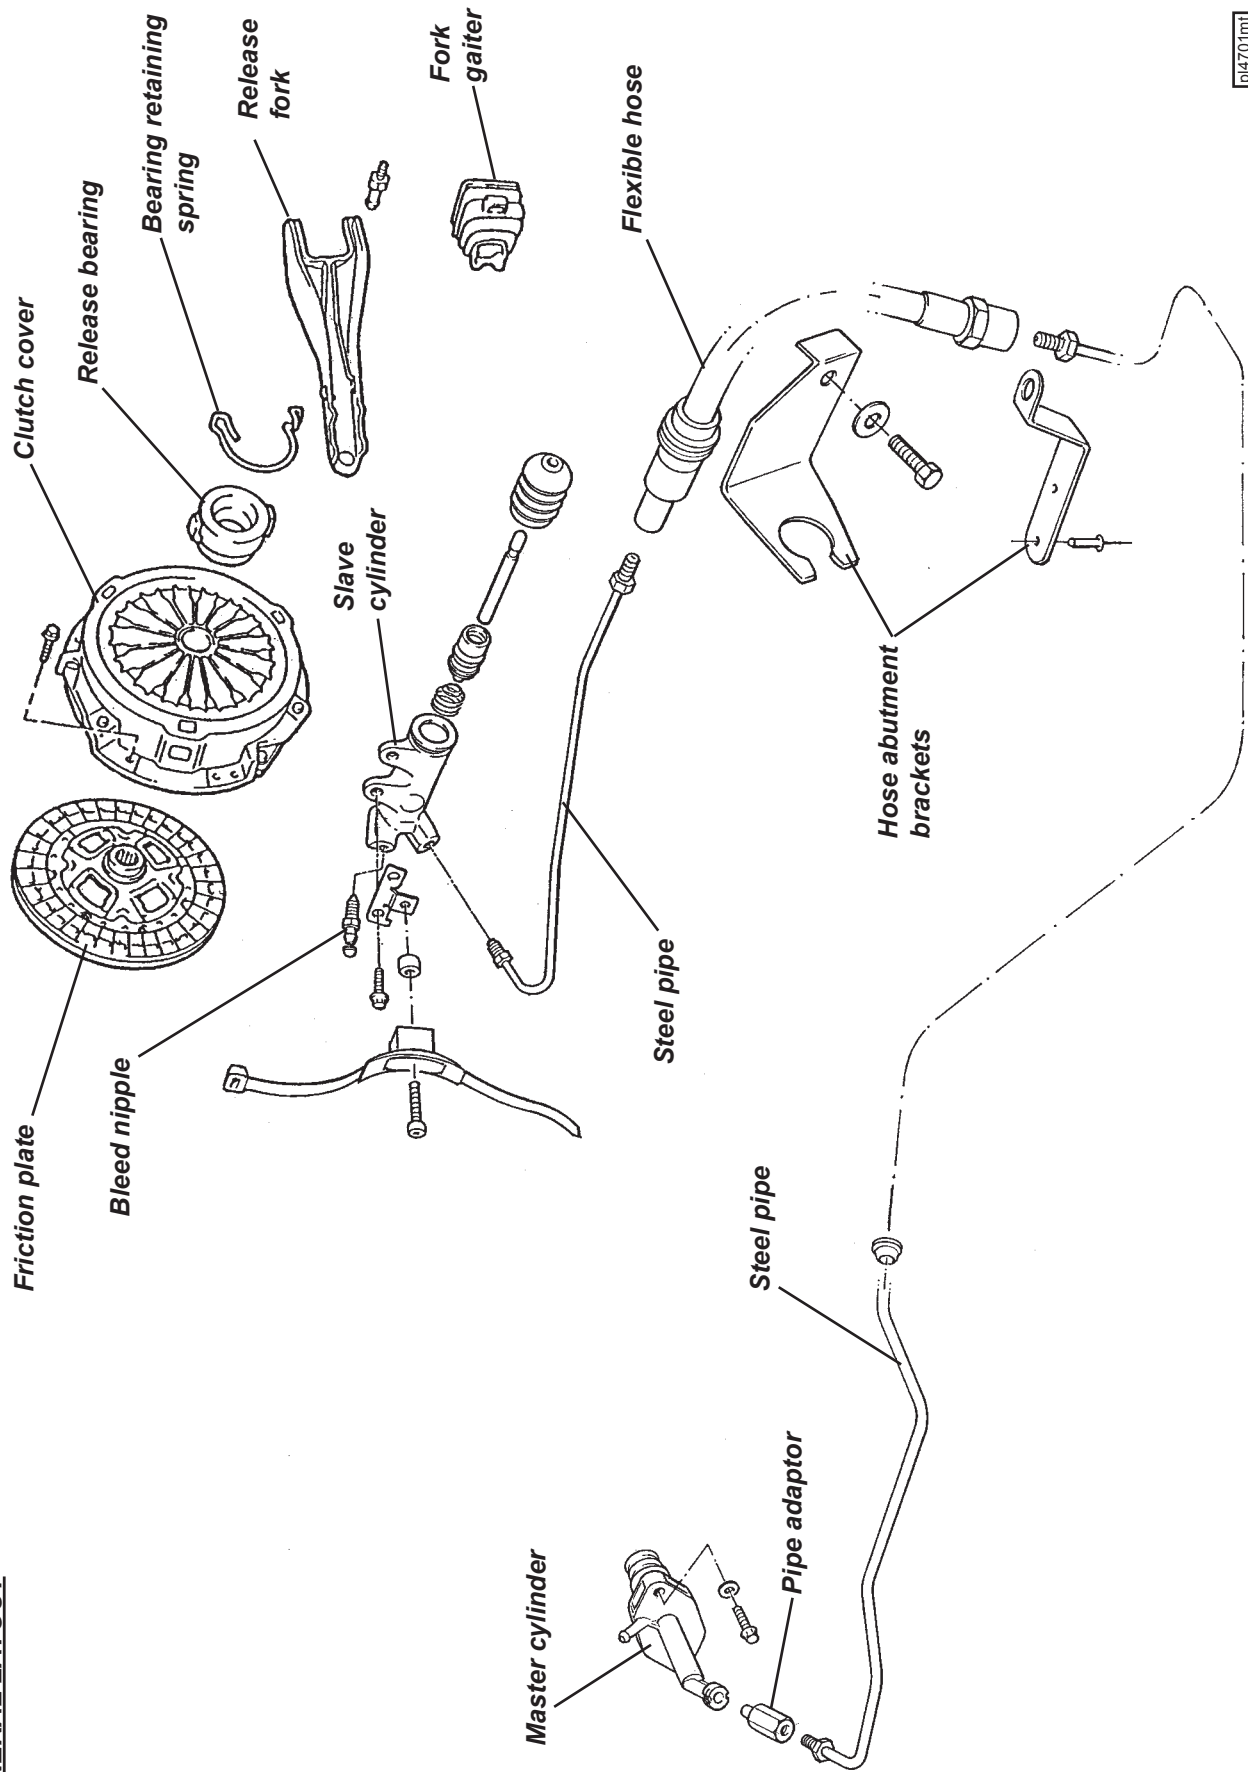 Friction plate
Clutch cover
Release bearing
Bearing retaining
spring
Release
fork
Fork
gaiter
Bleed nipple
Slave
cylinder
Flexible hose
Steel pipe
Hose abutment
brackets
Master cylinder
Pipe adaptor
Steel pipe
pl4701mt